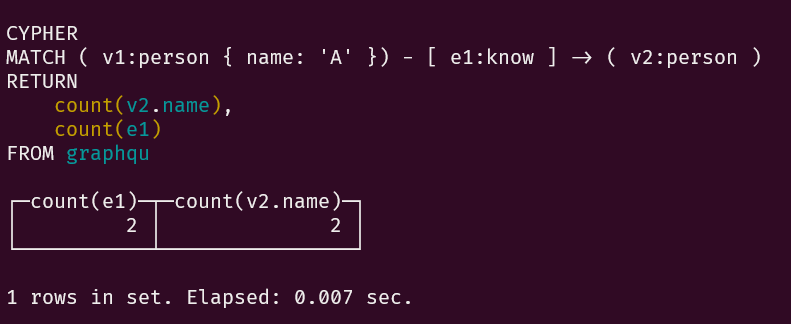 CYPHER
MATCH ( v1:person { name: 'A' }) - [ e1:know ] -> ( v2:person )
RETURN
    count(v2.name),
    count(e1)
FROM graphqu
┌─count(e1)─┬─count(v2.name)─┐
│         2 │              2 │
└───────────┴────────────────┘
1 rows in set. Elapsed: 0.007 sec.